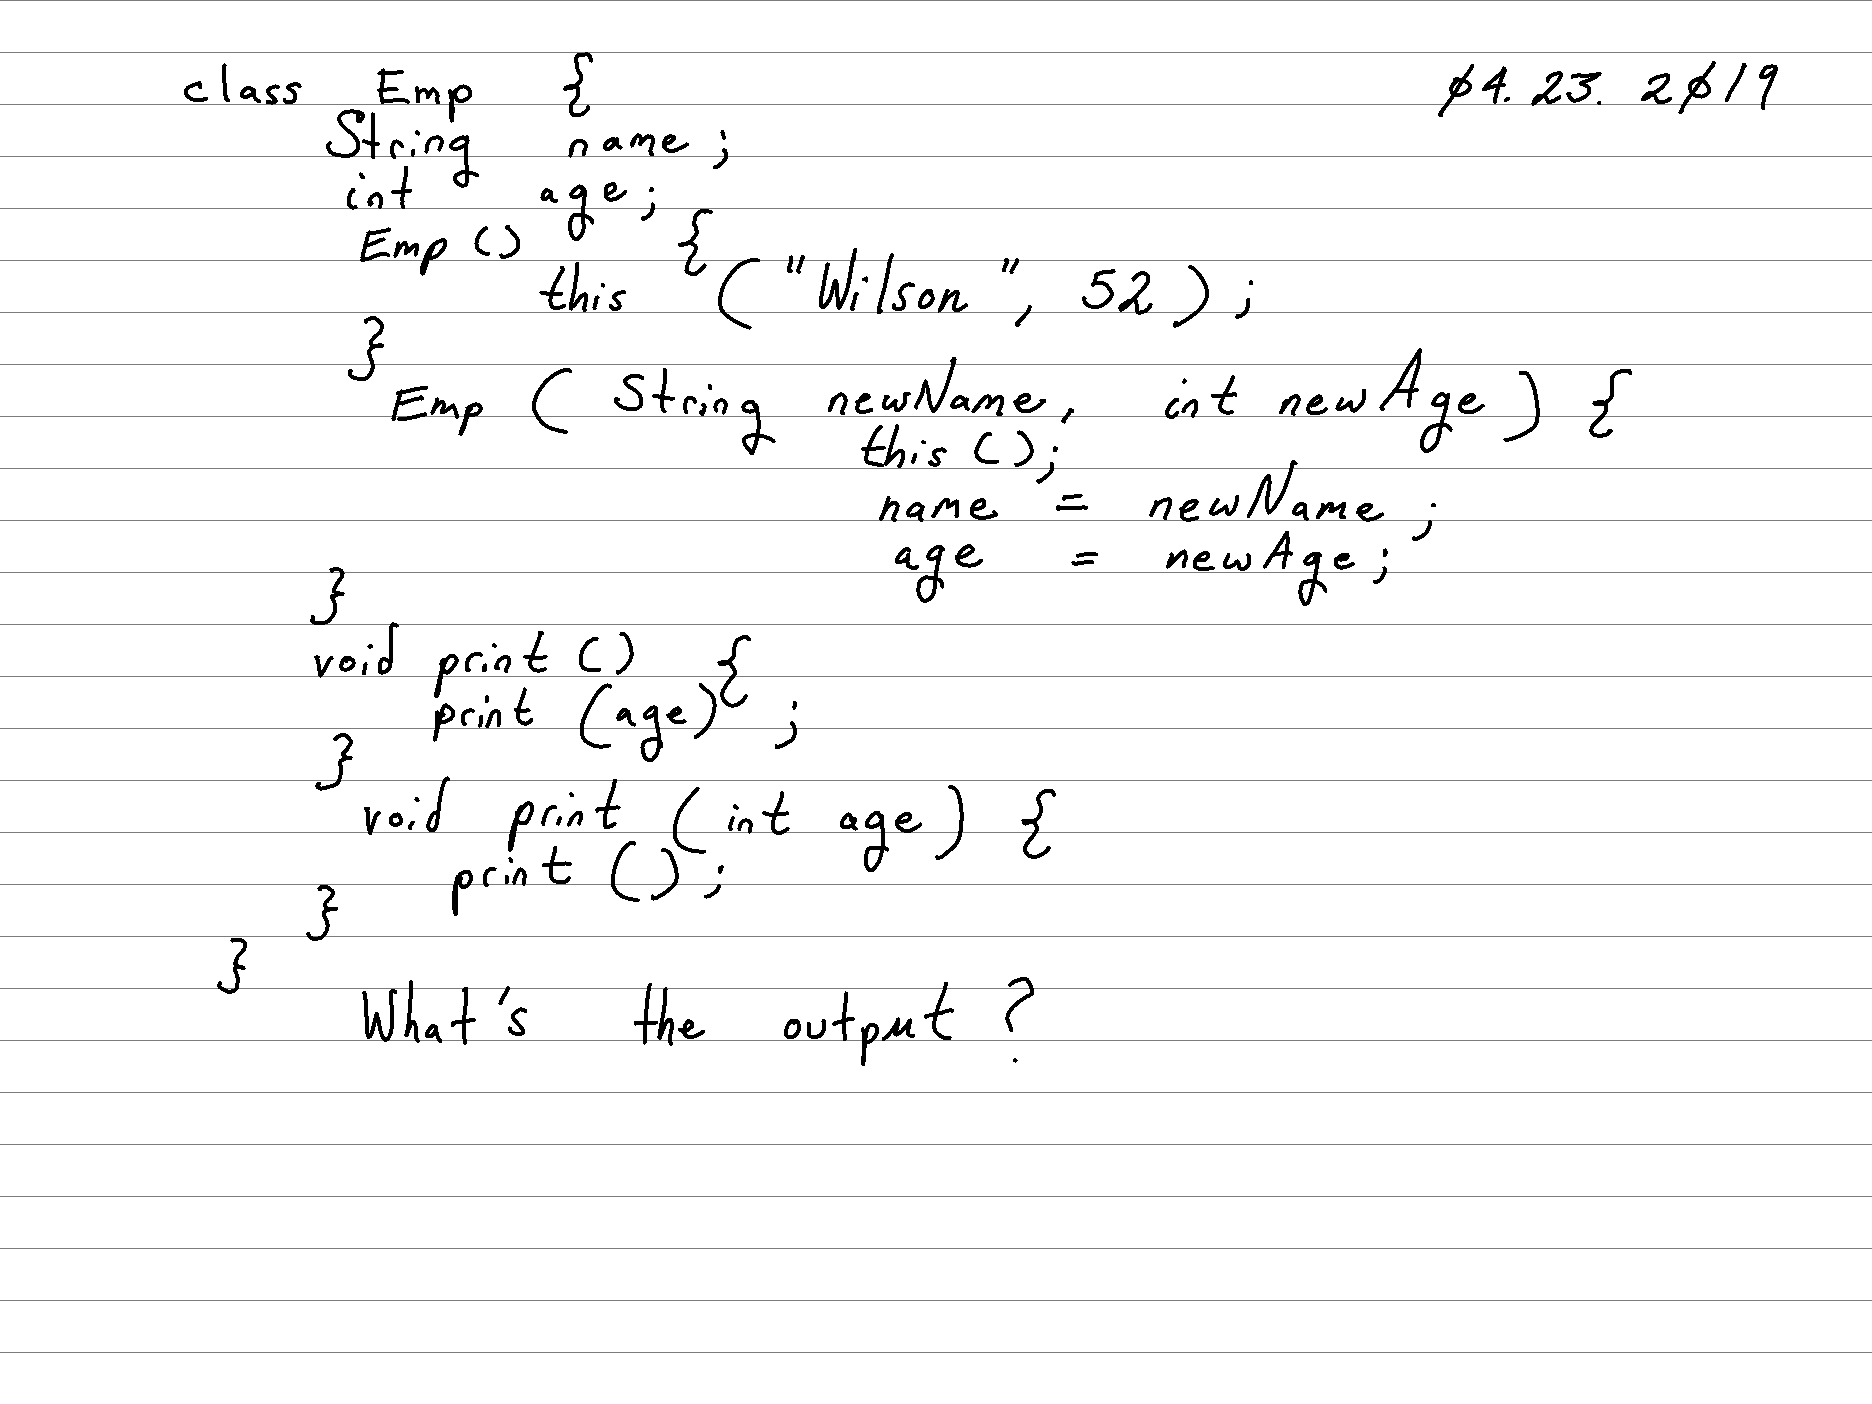 class Emp { 04.23.2019
String name;
int age;
Emp () {
this ("Wilson", 52);
}
Emp ( String newName, int newAge ) {
this ();
name = newName;
age = newAge;
}
void print () {
print (age) ;
}
void print ( int age ) {
print () ;
}
}
What's the output ?